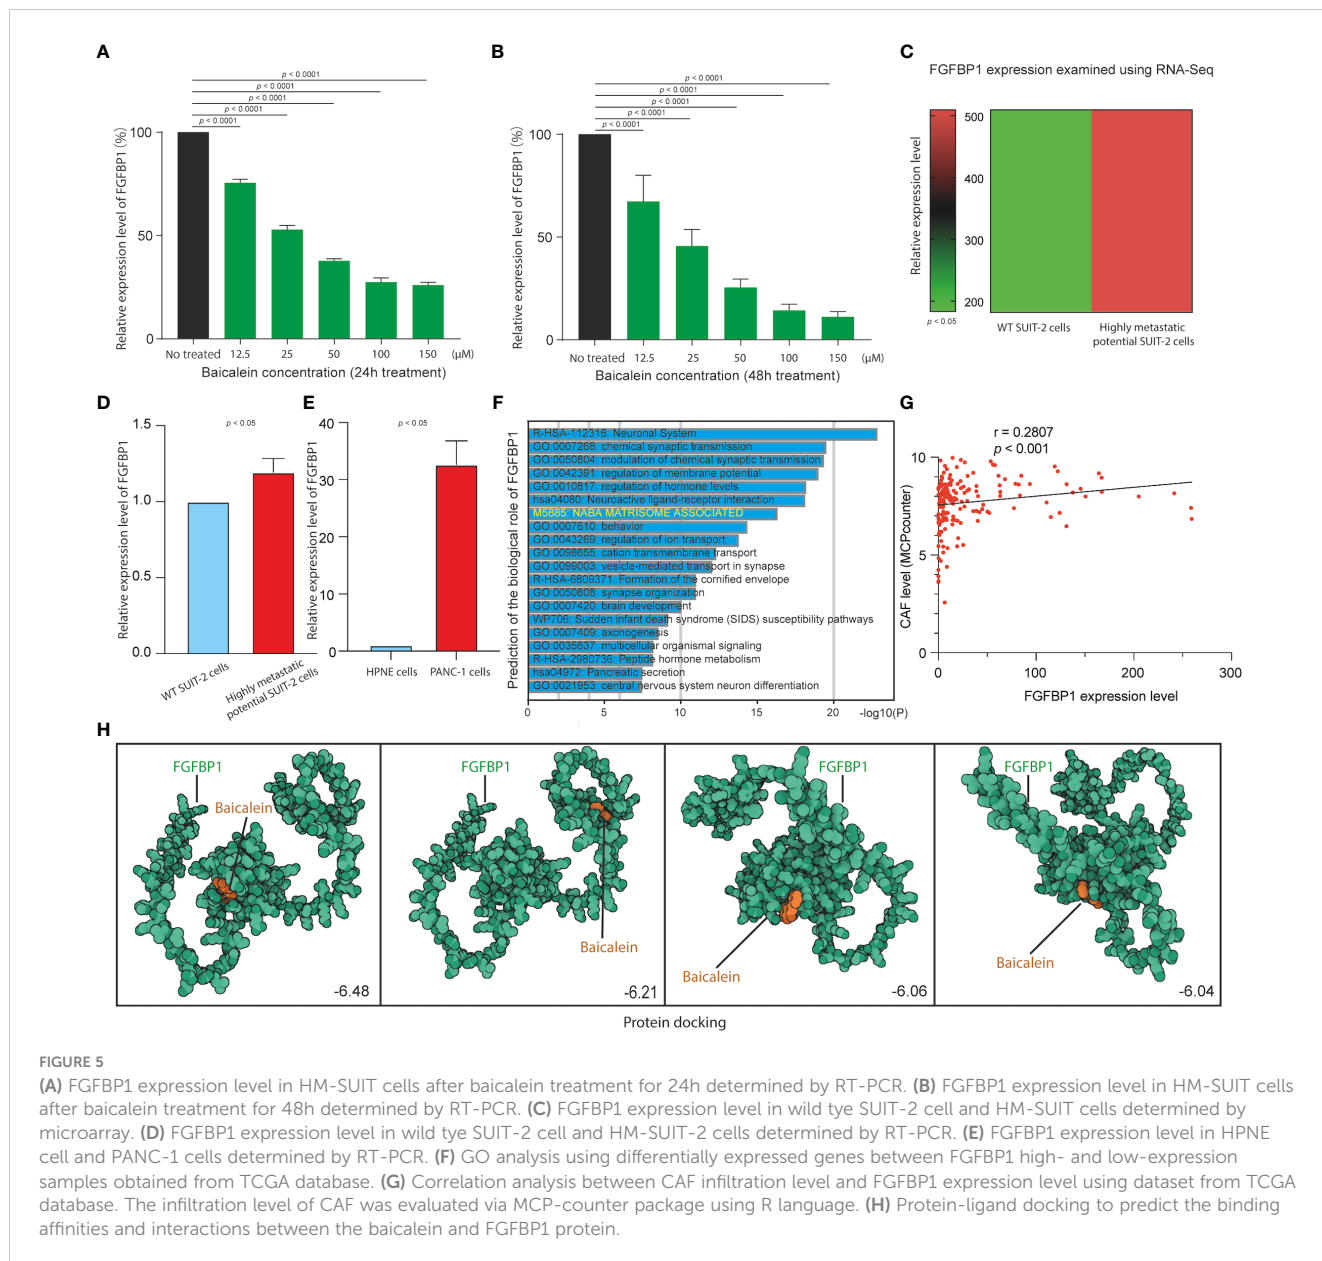 (A)
p < 0.0001
p < 0.0001
p < 0.0001
p < 0.0001
p < 0.0001
Relative expression level of FGFBP1 (%)
100
50
0
No treated 12.5 25 50 100 150 (μM)
Baicalein concentration (24h treatment)
(B)
p < 0.0001
p < 0.0001
p < 0.0001
p < 0.0001
p < 0.0001
Relative expression level of FGFBP1 (%)
100
50
0
No treated 12.5 25 50 100 150 (μM)
Baicalein concentration (48h treatment)
(C)
FGFBP1 expression examined using RNA-Seq
Relative expression level
500
400
300
200
p < 0.05
WT SUIT-2 cells
Highly metastatic
potential SUIT-2 cells
(D)
p < 0.05
Relative expression level of FGFBP1
1.5
1.0
0.5
0.0
WT SUIT-2 cells
Highly metastatic
potential SUIT-2 cells
(E)
p < 0.05
Relative expression level of FGFBP1
40
30
20
10
0
HPNE cells PANC-1 cells
(F)
Prediction of the biological role of FGFBP1
R-HSA-112316: Neuronal System
GO:0007268: chemical synaptic transmission
GO:0050804: modulation of chemical synaptic transmission
GO:0042391: regulation of membrane potential
GO:0010817: regulation of hormone levels
hsa04080: Neuroactive ligand-receptor interaction
M5885: NABA MATRISOME ASSOCIATED
GO:0007610: behavior
GO:0043269: regulation of ion transport
GO:0098655: cation transmembrane transport
GO:0099003: vesicle-mediated transport in synapse
R-HSA-6809371: Formation of the cornified envelope
GO:0050808: synapse organization
GO:0007420: brain development
WP706: Sudden infant death syndrome (SIDS) susceptibility pathways
GO:0007409: axonogenesis
GO:0035637: multicellular organismal signaling
R-HSA-2980736: Peptide hormone metabolism
hsa04972: Pancreatic secretion
GO:0021953: central nervous system neuron differentiation
0 5 10 15 20 -log10(P)
(G)
r = 0.2807
p < 0.001
CAF level (MCPcounter)
10
5
0
0 100 200 300
FGFBP1 expression level
(H)
FGFBP1
Baicalein
-6.48
FGFBP1
Baicalein
-6.21
FGFBP1
Baicalein
-6.06
FGFBP1
Baicalein
-6.04
Protein docking
FIGURE 5
(A) FGFBP1 expression level in HM-SUIT cells after baicalein treatment for 24h determined by RT-PCR. (B) FGFBP1 expression level in HM-SUIT cells
after baicalein treatment for 48h determined by RT-PCR. (C) FGFBP1 expression level in wild tye SUIT-2 cell and HM-SUIT cells determined by
microarray. (D) FGFBP1 expression level in wild tye SUIT-2 cell and HM-SUIT-2 cells determined by RT-PCR. (E) FGFBP1 expression level in HPNE
cell and PANC-1 cells determined by RT-PCR. (F) GO analysis using differentially expressed genes between FGFBP1 high- and low-expression
samples obtained from TCGA database. (G) Correlation analysis between CAF infiltration level and FGFBP1 expression level using dataset from TCGA
database. The infiltration level of CAF was evaluated via MCP-counter package using R language. (H) Protein-ligand docking to predict the binding
affinities and interactions between the baicalein and FGFBP1 protein.